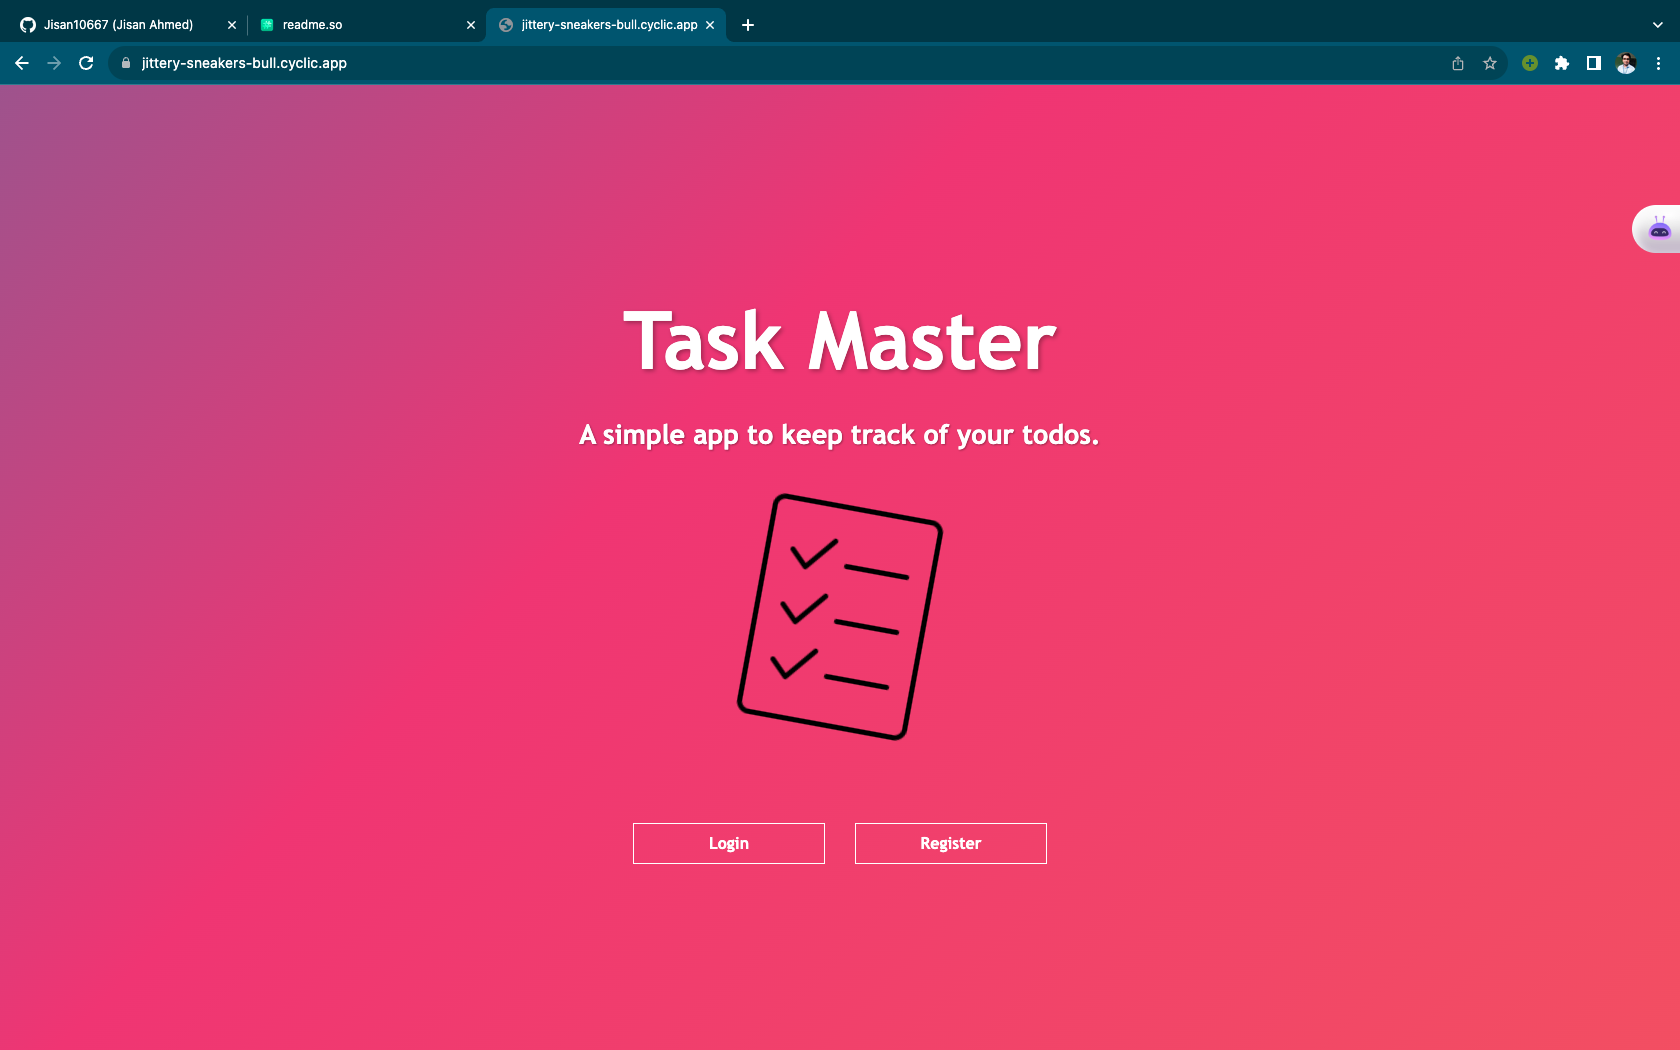 Jisan10667 (Jisan Ahmed)
readme.so
jittery-sneakers-bull.cyclic.app
jittery-sneakers-bull.cyclic.app
Task Master
A simple app to keep track of your todos.
Login
Register